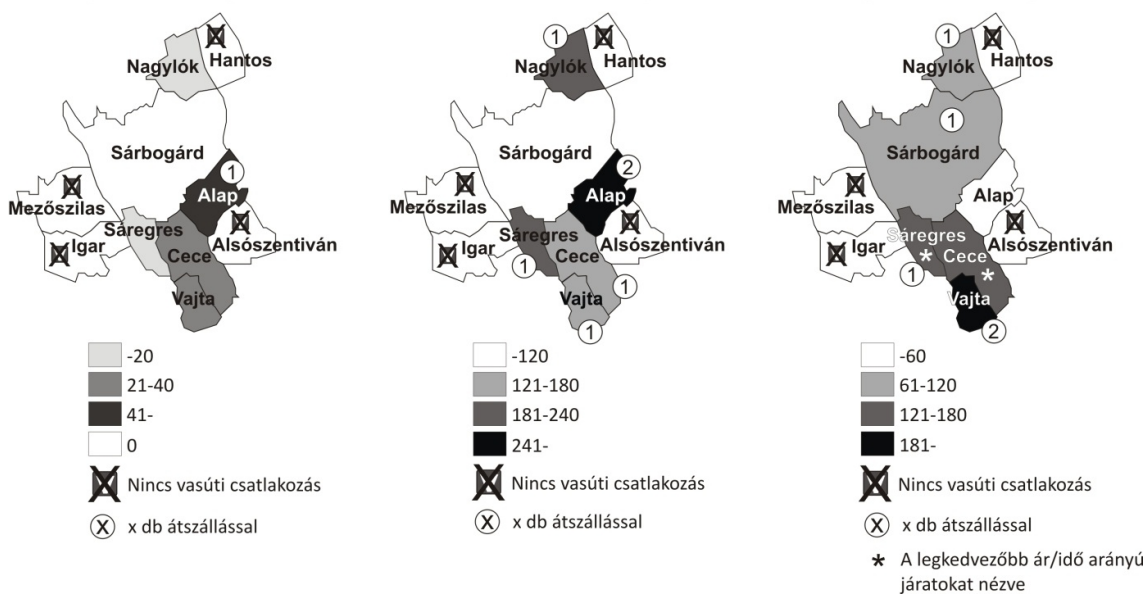 1
Nagylók
Hantos
Sárbogárd
1
Alap
Mezőszilas
Sáregres
Igar
Alsószentiván
Cece
Vajta
-20
21-40
41-
0
Nincs vasúti csatlakozás
x db átszállással
1
Nagylók
Hantos
Sárbogárd
2
Alap
Mezőszilas
Sáregres
Igar
Alsószentiván
Cece
1
1
Vajta
1
-120
121-180
181-240
241-
Nincs vasúti csatlakozás
x db átszállással
1
Nagylók
Hantos
1
Sárbogárd
Alap
Mezőszilas
Sáregres
Igar
Alsószentiván
Cece
* *
1
Vajta
2
-60
61-120
121-180
181-
Nincs vasúti csatlakozás
x db átszállással
* A legkedvezőbb ár/idő arányú
járatokat nézve